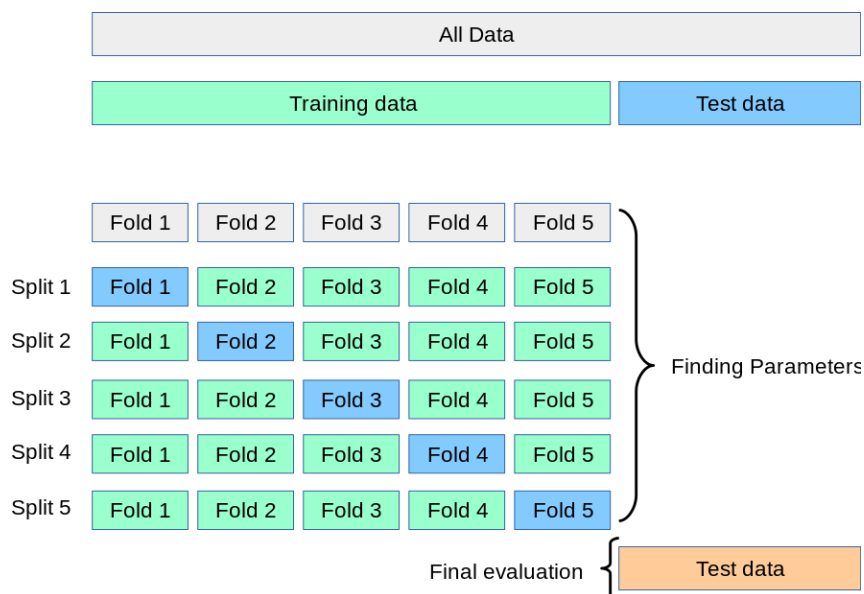 All Data
Training data Test data
Fold 1 Fold 2 Fold 3 Fold 4 Fold 5
Split 1 Fold 1 Fold 2 Fold 3 Fold 4 Fold 5
Split 2 Fold 1 Fold 2 Fold 3 Fold 4 Fold 5
Finding Parameters
Split 3 Fold 1 Fold 2 Fold 3 Fold 4 Fold 5
Split 4 Fold 1 Fold 2 Fold 3 Fold 4 Fold 5
Split 5 Fold 1 Fold 2 Fold 3 Fold 4 Fold 5
Final evaluation Test data